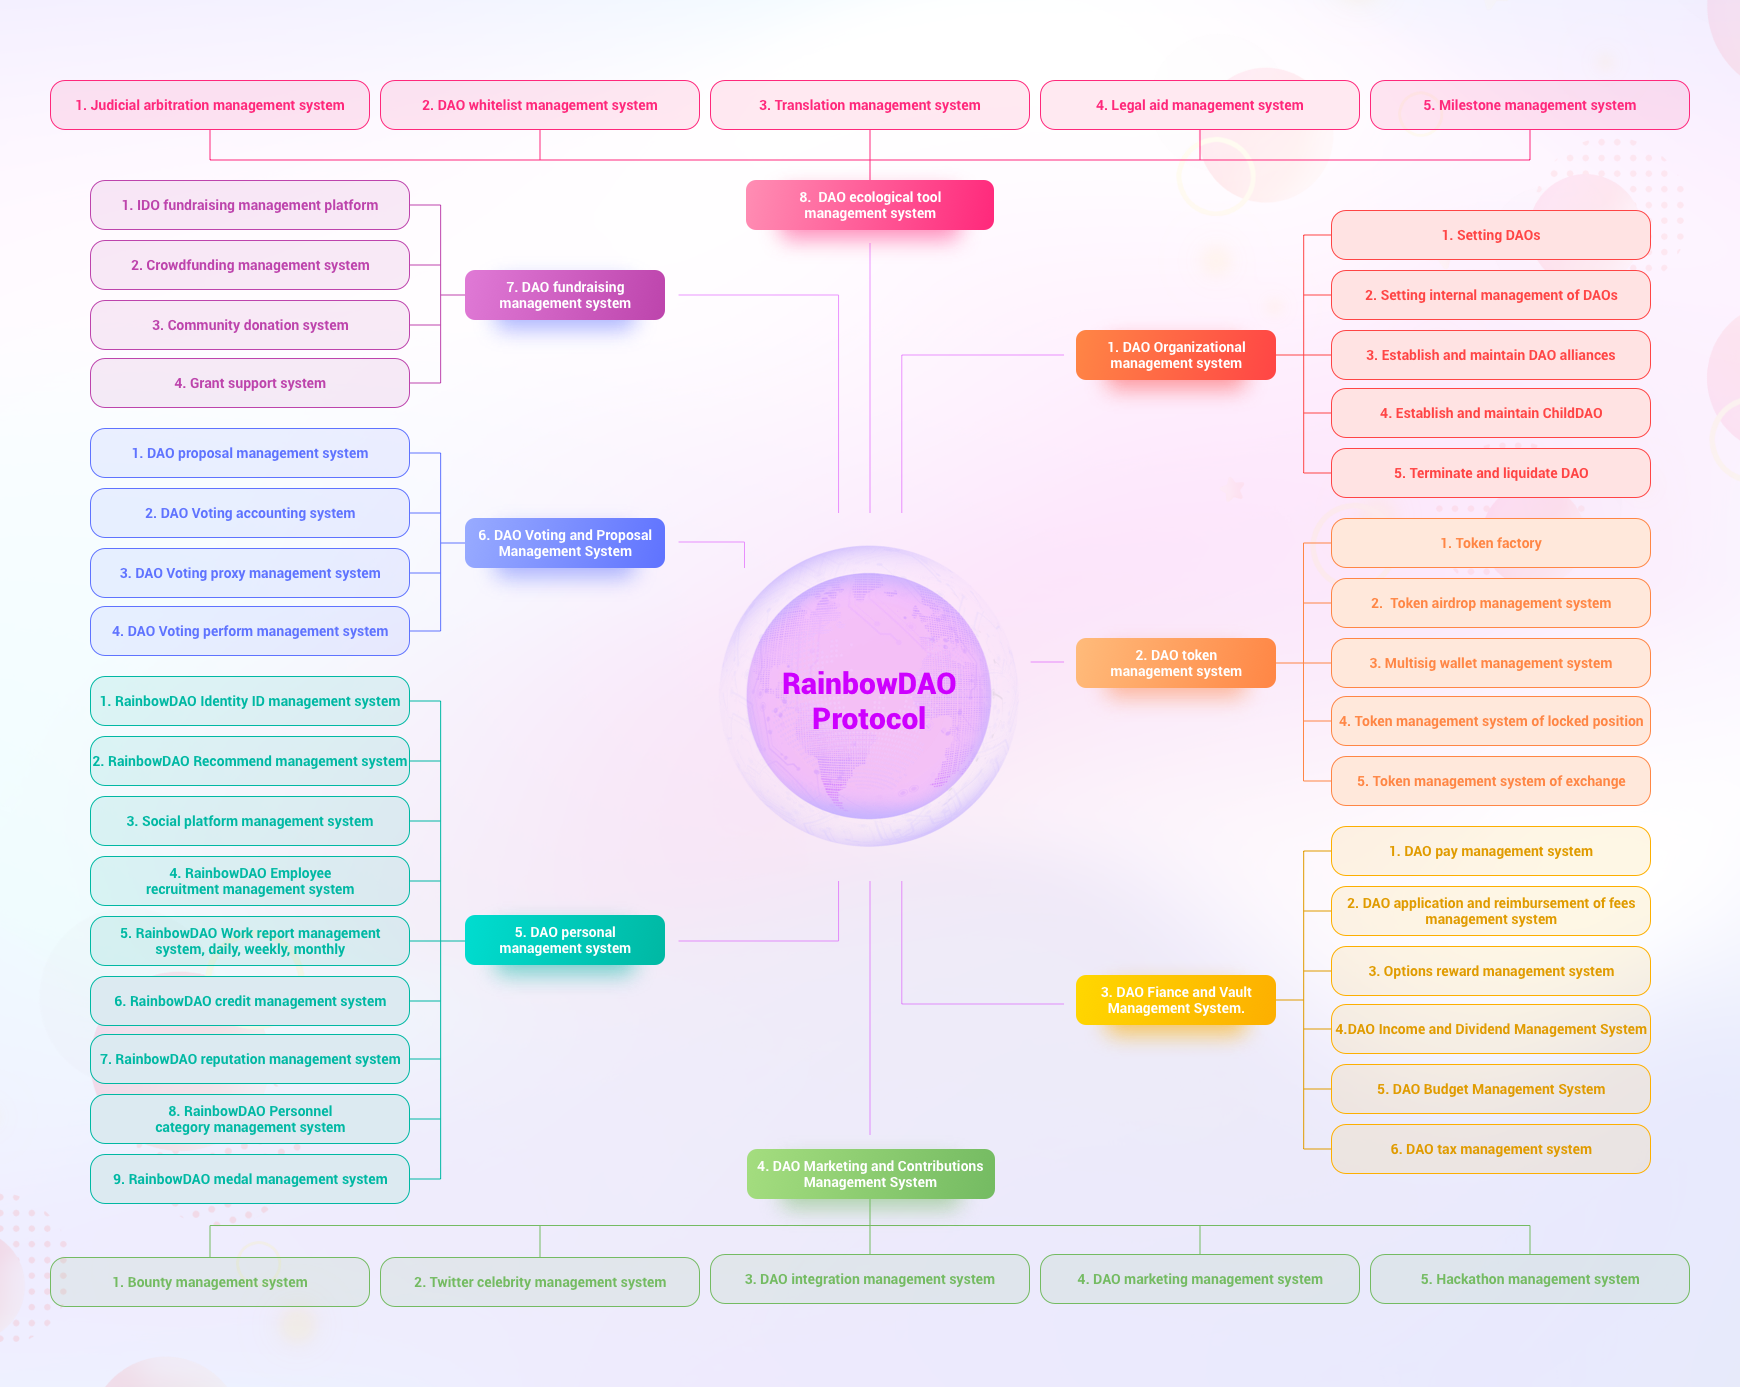 1. Judicial arbitration management system
2. DAO whitelist management system
3. Translation management system
4. Legal aid management system
5. Milestone management system
8.  DAO ecological tool
management system
1. IDO fundraising management platform
2. Crowdfunding management system
3. Community donation system
4. Grant support system
7. DAO fundraising
management system
1. DAO proposal management system
2. DAO Voting accounting system
3. DAO Voting proxy management system
4. DAO Voting perform management system
6. DAO Voting and Proposal
Management System
1. RainbowDAO Identity ID management system
2. RainbowDAO Recommend management system
3. Social platform management system
4. RainbowDAO Employee
recruitment management system
5. RainbowDAO Work report management
system, daily, weekly, monthly
6. RainbowDAO credit management system
7. RainbowDAO reputation management system
8. RainbowDAO Personnel
category management system
9. RainbowDAO medal management system
5. DAO personal
management system
RainbowDAO
Protocol
1. DAO Organizational
management system
1. Setting DAOs
2. Setting internal management of DAOs
3. Establish and maintain DAO alliances
4. Establish and maintain ChildDAO
5. Terminate and liquidate DAO
2. DAO token
management system
1. Token factory
2.  Token airdrop management system
3. Multisig wallet management system
4. Token management system of locked position
5. Token management system of exchange
3. DAO Fiance and Vault
Management System.
1. DAO pay management system
2. DAO application and reimbursement of fees
management system
3. Options reward management system
4.DAO Income and Dividend Management System
5. DAO Budget Management System
6. DAO tax management system
4. DAO Marketing and Contributions
Management System
1. Bounty management system
2. Twitter celebrity management system
3. DAO integration management system
4. DAO marketing management system
5. Hackathon management system